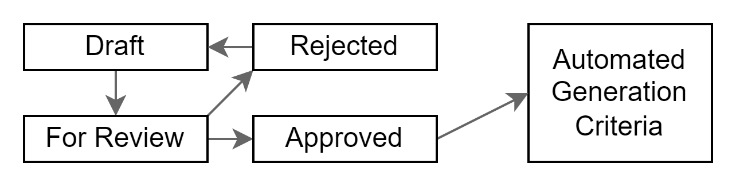 Draft
Rejected
For Review
Approved
Automated
Generation
Criteria